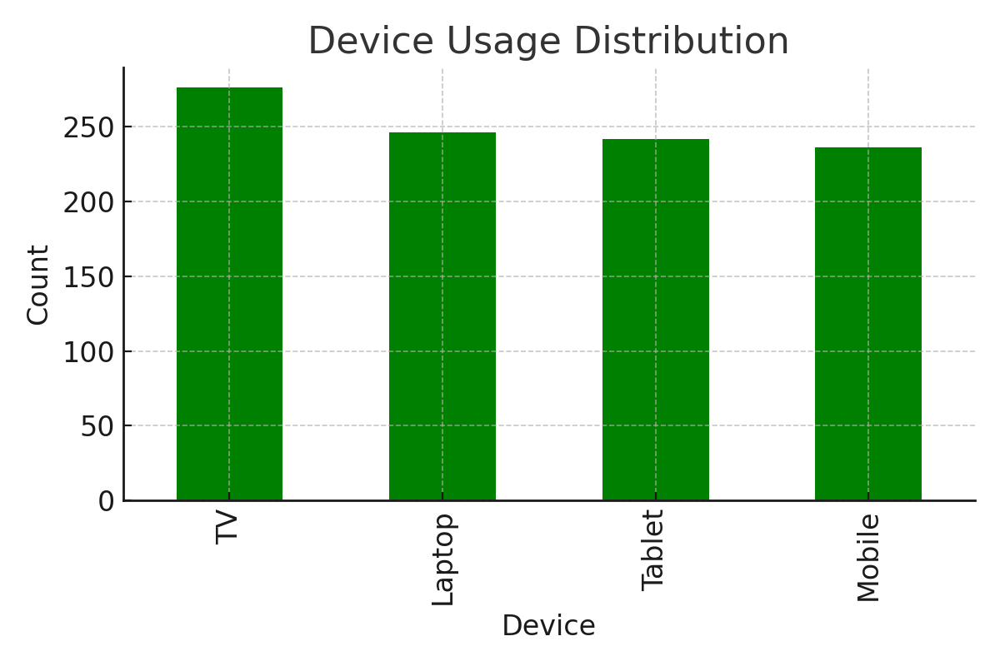 Device Usage Distribution
250
200
150
100
50
0
Count
TV
Laptop
Tablet
Mobile
Device